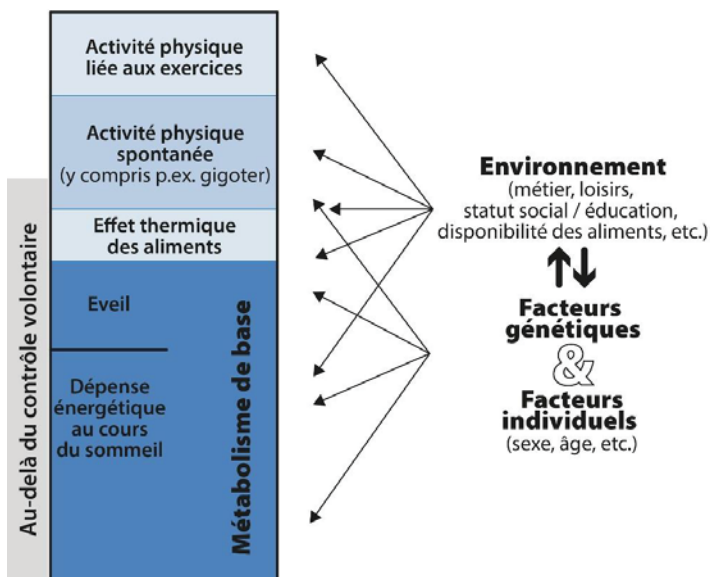 Activité physique
liée aux exercices
Activité physique
spontanée
(y compris p.ex. gigoter)
Effet thermique
des aliments
Eveil
Dépense
énergétique
au cours
du sommeil
Métabolisme de base
Au-delà du contrôle volontaire
Environnement
(métier, loisirs,
statut social / éducation,
disponibilité des aliments, etc.)
Facteurs
génétiques
&
Facteurs
individuels
(sexe, âge, etc.)